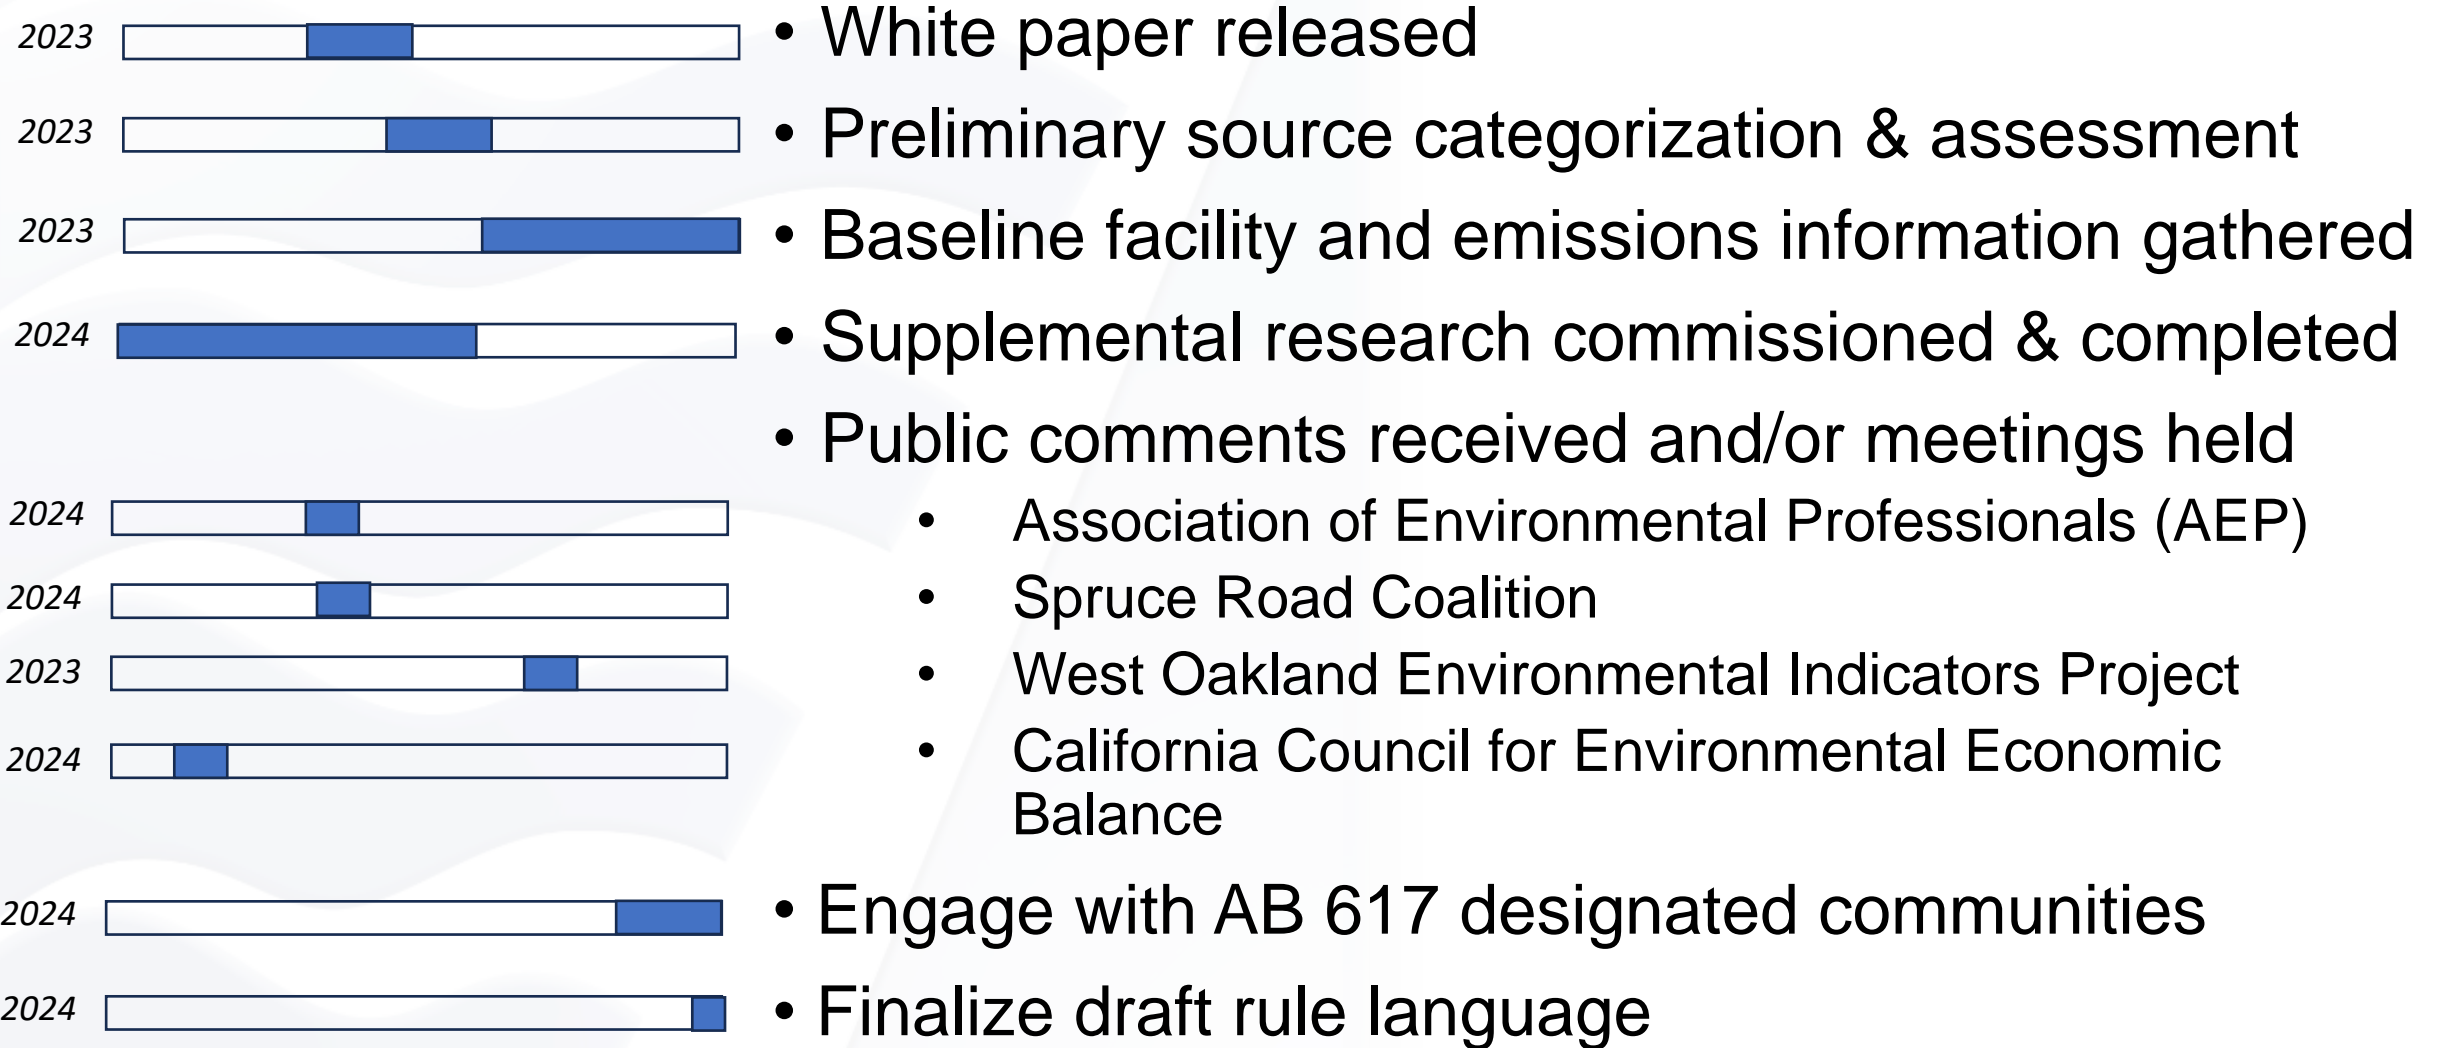 2023 • White paper released
2023 • Preliminary source categorization & assessment
2023 • Baseline facility and emissions information gathered
2024 • Supplemental research commissioned & completed
• Public comments received and/or meetings held
2024 • Association of Environmental Professionals (AEP)
2024 • Spruce Road Coalition
2023 • West Oakland Environmental Indicators Project
2024 • California Council for Environmental Economic
Balance
2024 • Engage with AB 617 designated communities
2024 • Finalize draft rule language